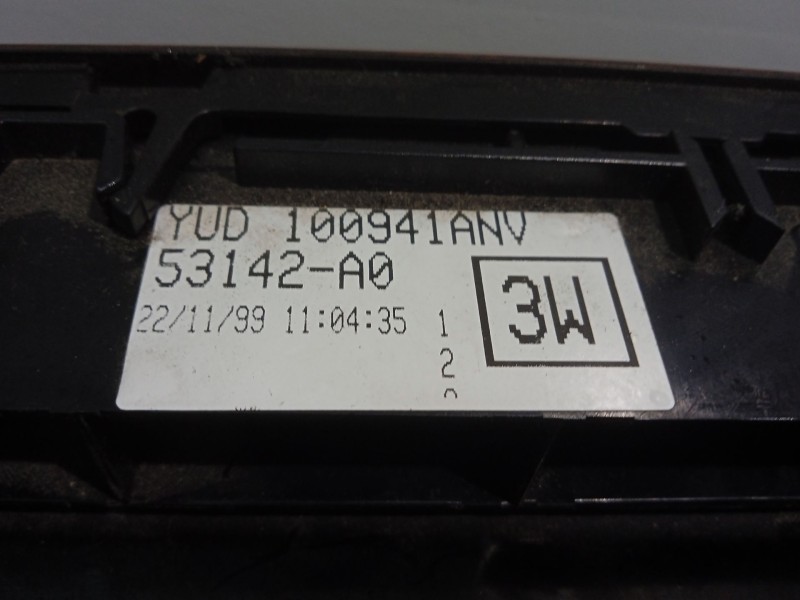 YUD 100941ANV
53142-A0
22/11/99 11:04:35 1
2
3W